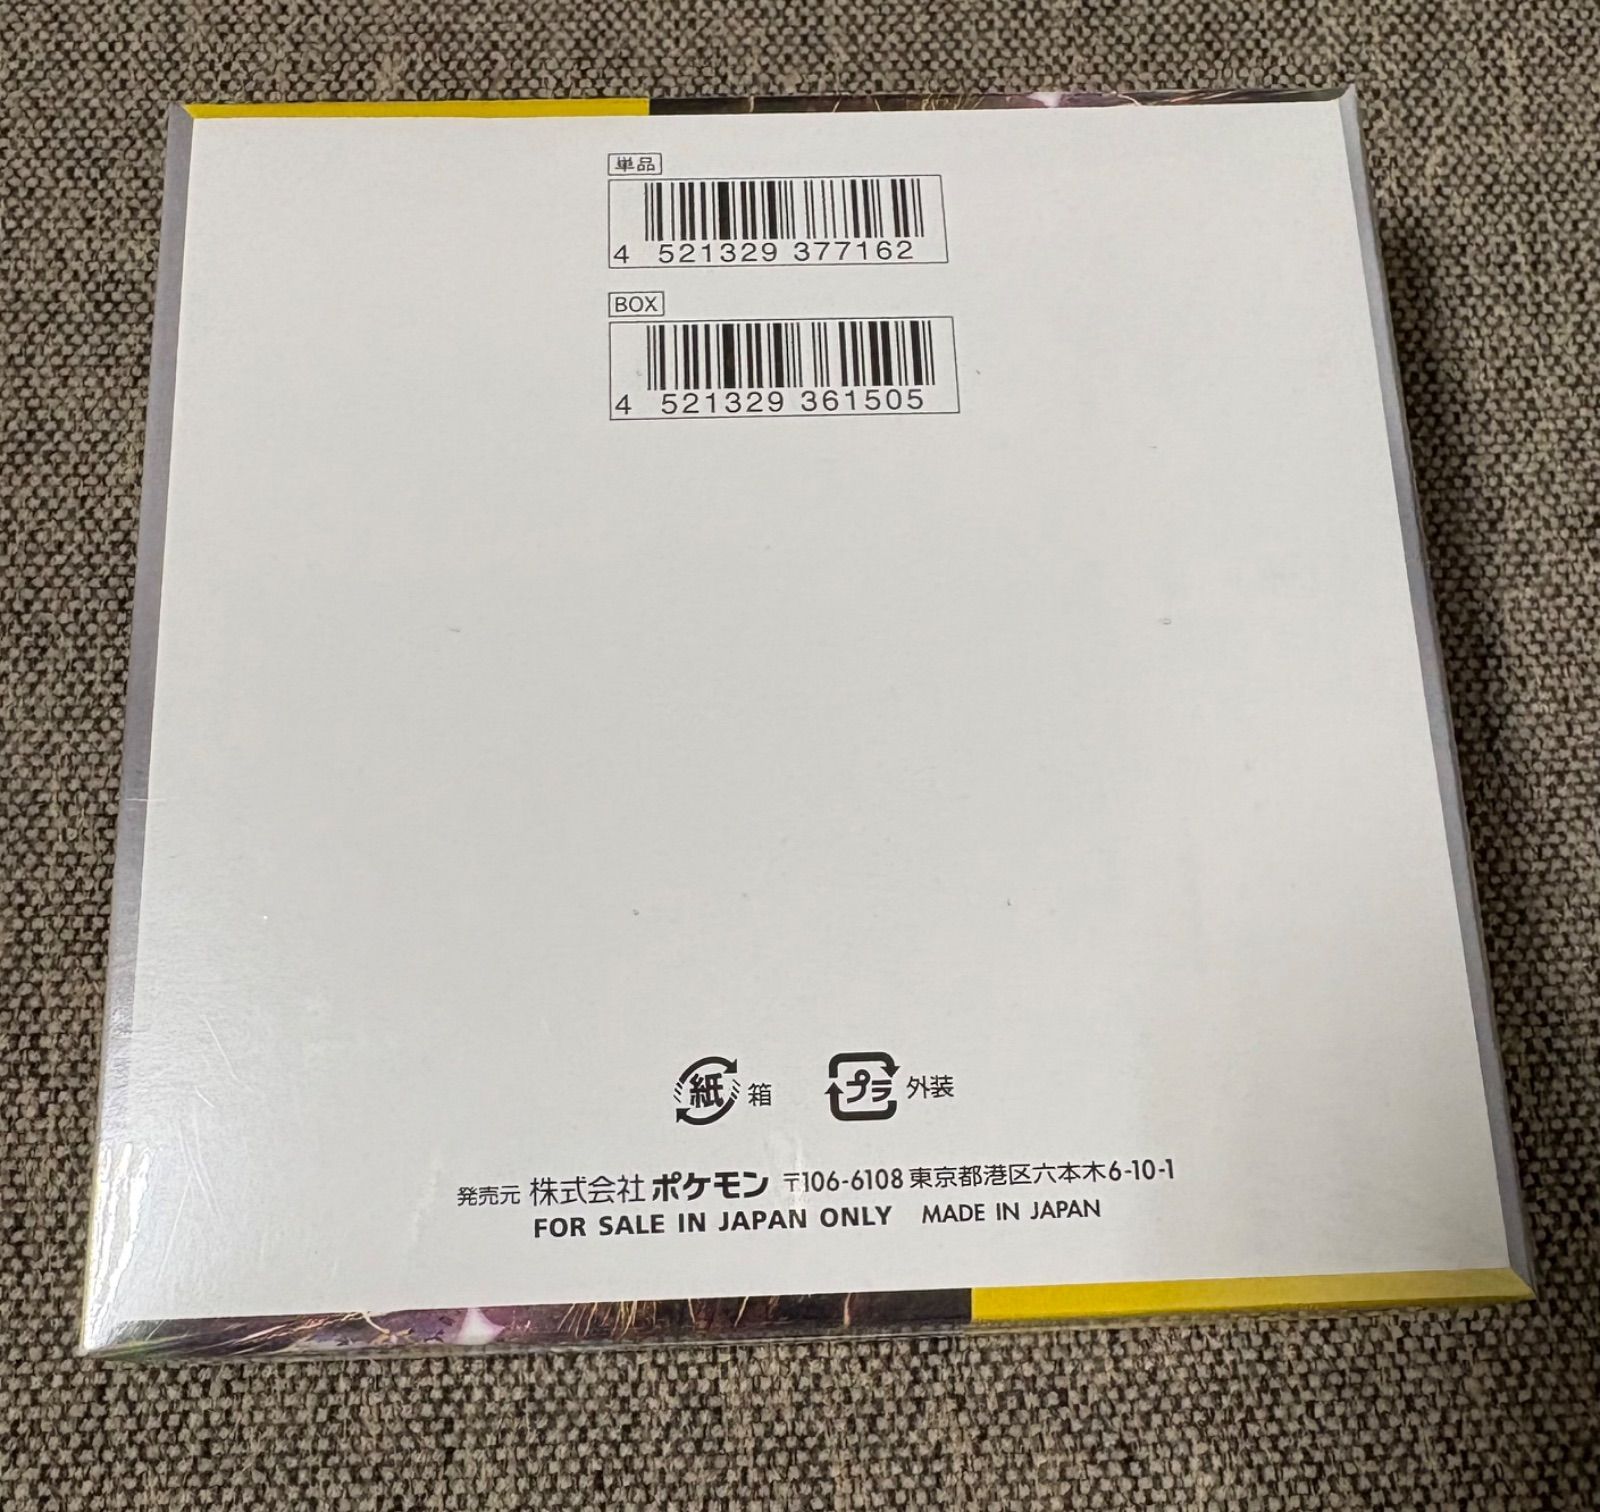 単品
4 521329 377162
BOX
4 521329 361505
紙 箱 プラ 外装
発売元 株式会社 ポケモン 〒106-6108 東京都港区六本木6-10-1
FOR SALE IN JAPAN ONLY MADE IN JAPAN